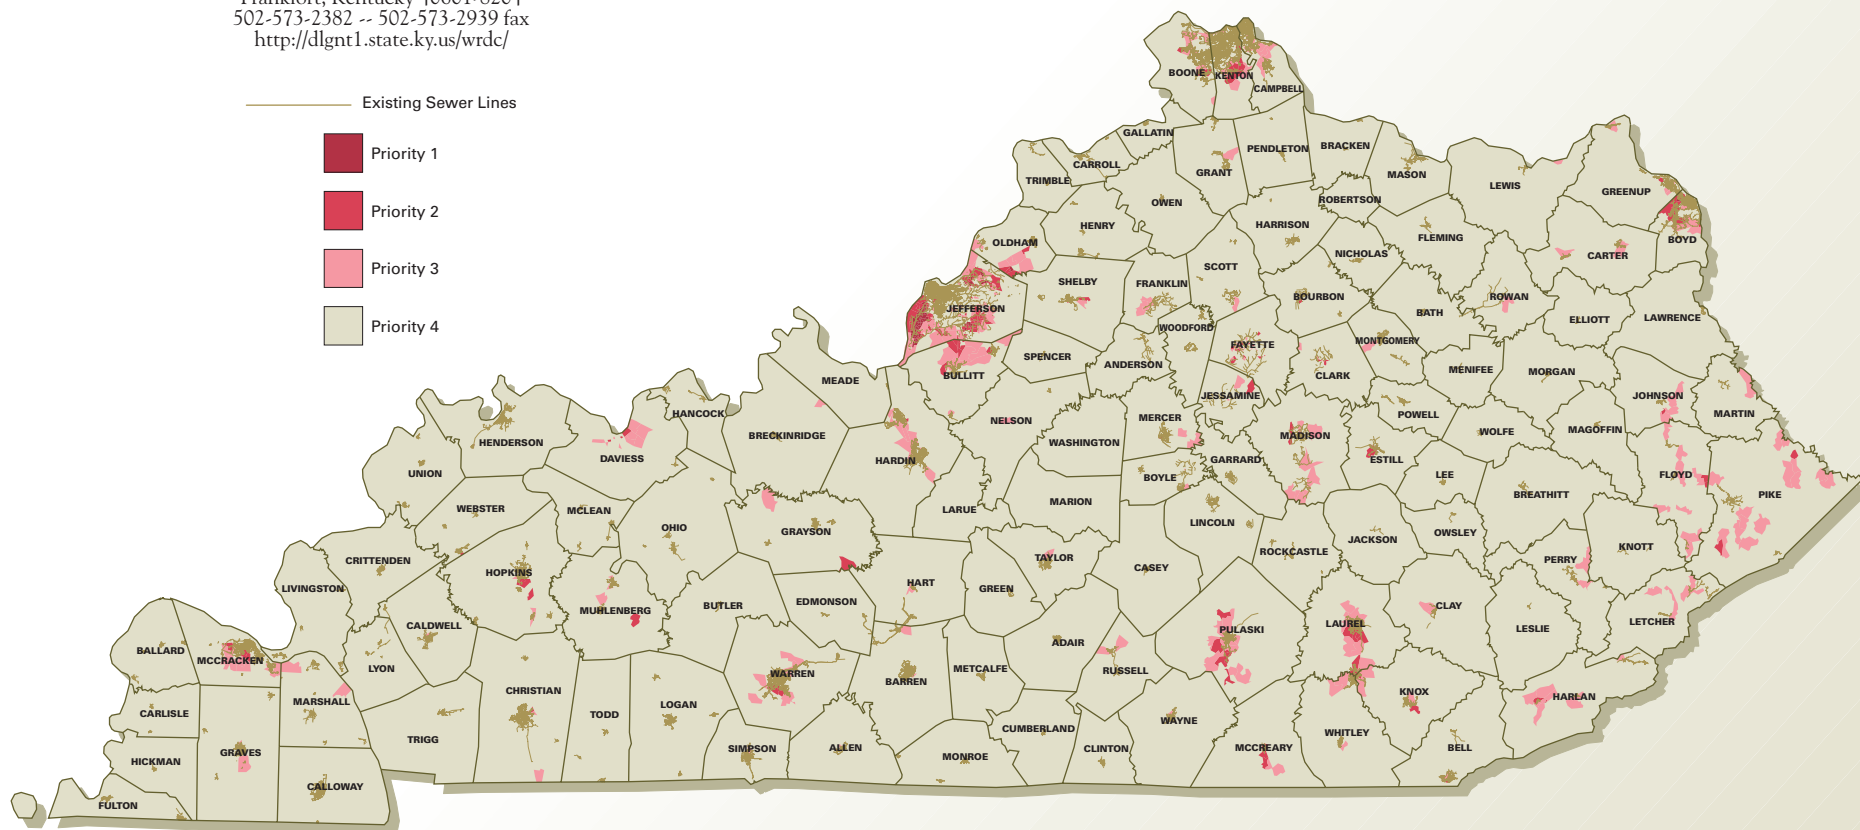 Frankfort, Kentucky
502-573-2382 -- 502-573-2939 fax
http://dlgnt1.state.ky.us/wrdc/
Existing Sewer Lines
Priority 1
Priority 2
Priority 3
Priority 4
BOONE
KENTON
CAMPBELL
GALLATIN
CARROLL
TRIMBLE
GRANT
PENDLETON
BRACKEN
MASON
LEWIS
GREENUP
BOYD
CARTER
OWEN
ROBERTSON
HENRY
HARRISON
FLEMING
NICHOLAS
OLDHAM
SCOTT
SHELBY
FRANKLIN
BOURBON
ROWAN
BATH
ELLIOTT
LAWRENCE
JEFFERSON
WOODFORD
FAYETTE
MONTGOMERY
SPENCER
ANDERSON
CLARK
MENIFEE
MORGAN
BULLITT
MEADE
JESSAMINE
JOHNSON
MARTIN
HANCOCK
NELSON
MERCER
POWELL
MAGOFFIN
WOLFE
BRECKINRIDGE
WASHINGTON
MADISON
HENDERSON
DAVIESS
HARDIN
GARRARD
ESTILL
UNION
BOYLE
LEE
FLOYD
BREATHITT
PIKE
WEBSTER
MCLEAN
LARUE
MARION
LINCOLN
OHIO
GRAYSON
OWSLEY
JACKSON
KNOTT
ROCKCASTLE
CRITTENDEN
TAYLOR
PERRY
CASEY
HOPKINS
HART
GREEN
LIVINGSTON
EDMONSON
BUTLER
MUHLENBERG
CLAY
LETCHER
CALDWELL
LAUREL
PULASKI
LESLIE
ADAIR
BALLARD
MCCRACKEN
LYON
WARREN
METCALFE
RUSSELL
BARREN
CHRISTIAN
KNOX
HARLAN
MARSHALL
LOGAN
CARLISLE
TODD
WAYNE
CUMBERLAND
WHITLEY
TRIGG
SIMPSON
ALLEN
CLINTON
MCCREARY
BELL
GRAVES
MONROE
HICKMAN
CALLOWAY
FULTON